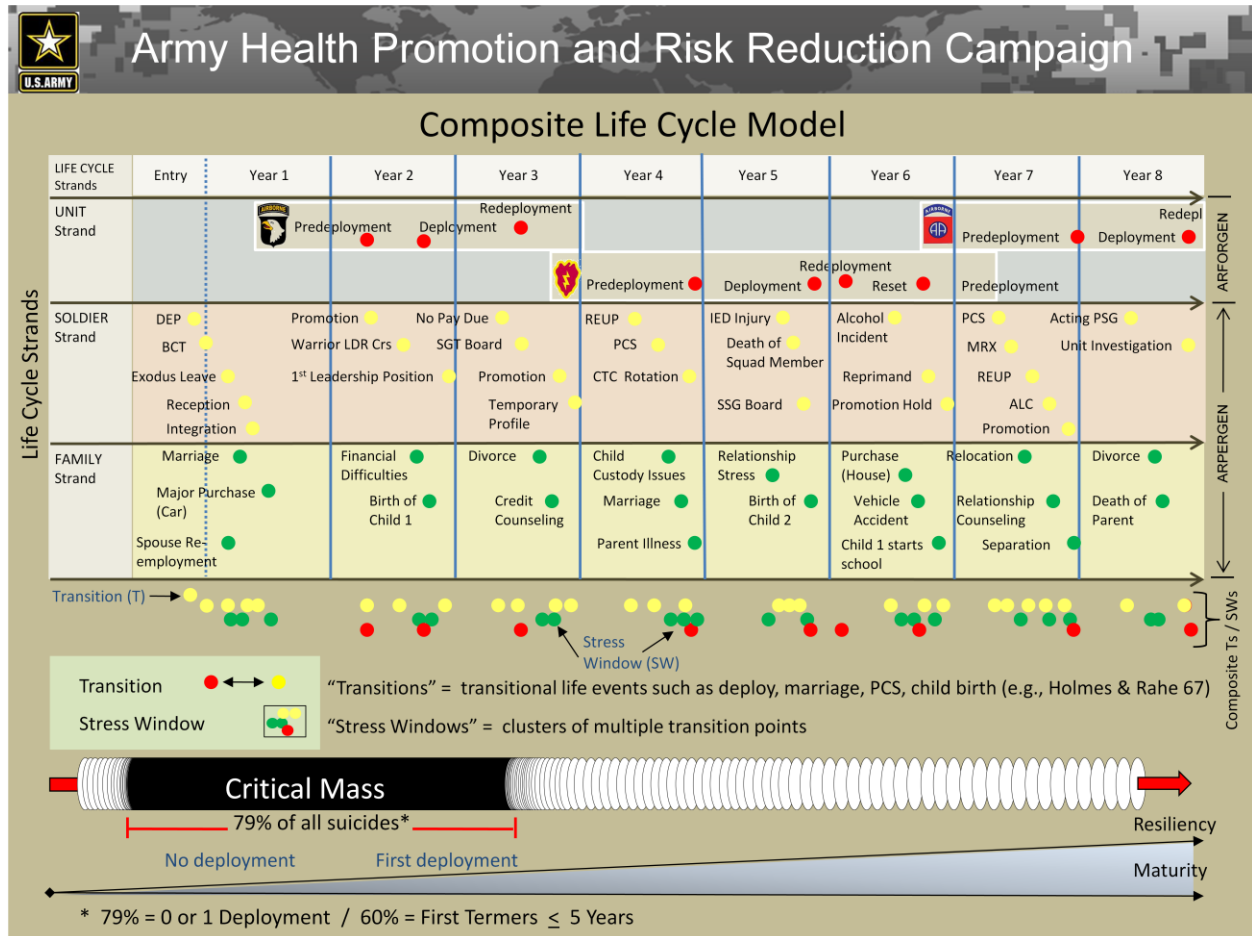 U.S.ARMY
Army Health Promotion and Risk Reduction Campaign
Composite Life Cycle Model
Life Cycle Strands
LIFE CYCLE
Strands
Entry
Year 1
Year 2
Year 3
Year 4
Year 5
Year 6
Year 7
Year 8
UNIT
Strand
AIRBORNE
Predeployment
Deployment
Redeployment
Predeployment
Deployment
Redeployment
Reset
Predeployment
AIRBORNE
AA
Predeployment
Deployment
Redepl
ARFORGEN
SOLDIER
Strand
DEP
BCT
Exodus Leave
Reception
Integration
Promotion
Warrior LDR Crs
1st Leadership Position
No Pay Due
SGT Board
Promotion
Temporary
Profile
REUP
PCS
CTC Rotation
IED Injury
Death of
Squad Member
SSG Board
Alcohol
Incident
Reprimand
Promotion Hold
PCS
MRX
REUP
ALC
Promotion
Acting PSG
Unit Investigation
ARPERGEN
FAMILY
Strand
Marriage
Major Purchase
(Car)
Spouse Re-
employment
Financial
Difficulties
Birth of
Child 1
Divorce
Credit
Counseling
Child
Custody Issues
Marriage
Parent Illness
Relationship
Stress
Birth of
Child 2
Purchase
(House)
Vehicle
Accident
Child 1 starts
school
Relocation
Relationship
Counseling
Separation
Divorce
Death of
Parent
Transition (T)
Stress
Window (SW)
Composite Ts / SWs
Transition
"Transitions" = transitional life events such as deploy, marriage, PCS, child birth (e.g., Holmes & Rahe 67)
Stress Window
"Stress Windows" = clusters of multiple transition points
Critical Mass
79% of all suicides*
No deployment
First deployment
Resiliency
Maturity
* 79% = 0 or 1 Deployment / 60% = First Termers ≤ 5 Years